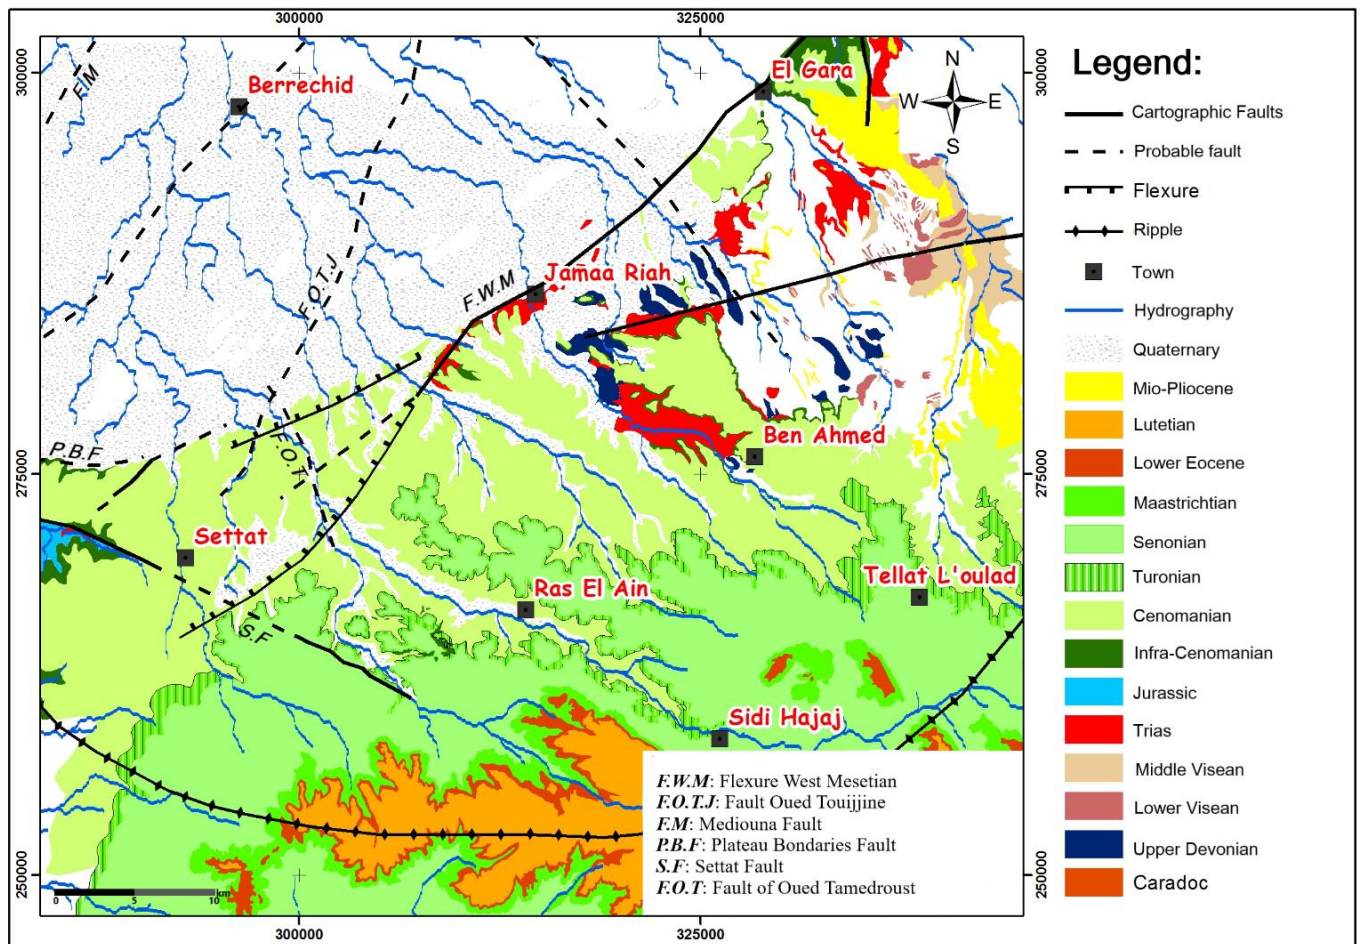 300000
325000
300000
300000
El Gara
N
W
E
S
F.M
Berrechid
F.O.T.J
F.W.M
Jamaa Riah
Ben Ahmed
P.B.F
F.O.T
275000
275000
Settat
Ras El Ain
Tellat L'oulad
S.F
Sidi Hajaj
250000
250000
0
5
10
km
300000
325000
F.W.M: Flexure West Mesetian
F.O.T.J: Fault Oued Touijjine
F.M: Mediouna Fault
P.B.F: Plateau Bondaries Fault
S.F: Settat Fault
F.O.T: Fault of Oued Tamedroust
Legend:
Cartographic Faults
Probable fault
Flexure
Ripple
Town
Hydrography
Quaternary
Mio-Pliocene
Lutetian
Lower Eocene
Maastrichtian
Senonian
Turonian
Cenomanian
Infra-Cenomanian
Jurassic
Trias
Middle Visean
Lower Visean
Upper Devonian
Caradoc